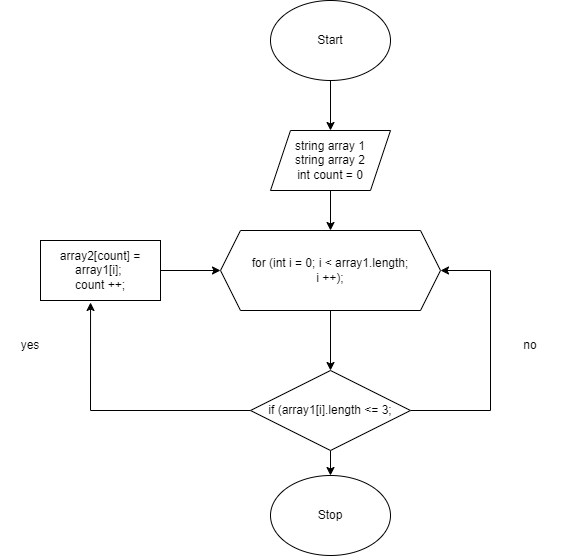 Start
string array 1
string array 2
int count = 0
for (int i = 0; i < array1.length;
i ++);
array2[count] =
array1[i];
count ++;
yes
no
if (array1[i].length <= 3;
Stop